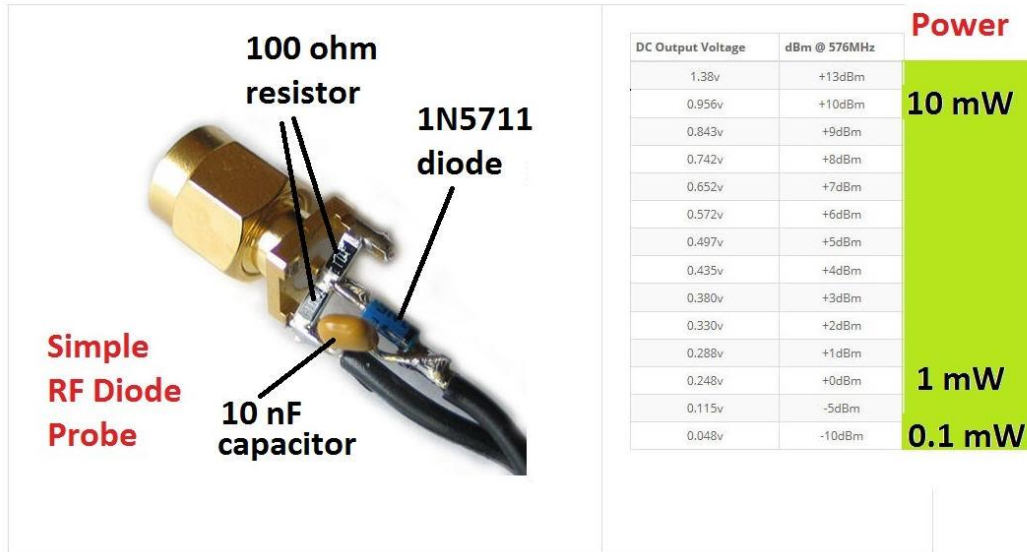 100 ohm
resistor
1N5711
diode
Simple
RF Diode
Probe
10 nF
capacitor
Power
DC Output Voltage dBm @ 576MHz
1.38v +13dBm
0.956v +10dBm 10 mW
0.843v +9dBm
0.742v +8dBm
0.652v +7dBm
0.572v +6dBm
0.497v +5dBm
0.435v +4dBm
0.380v +3dBm
0.330v +2dBm
0.288v +1dBm
0.248v +0dBm 1 mW
0.115v -5dBm
0.048v -10dBm 0.1 mW